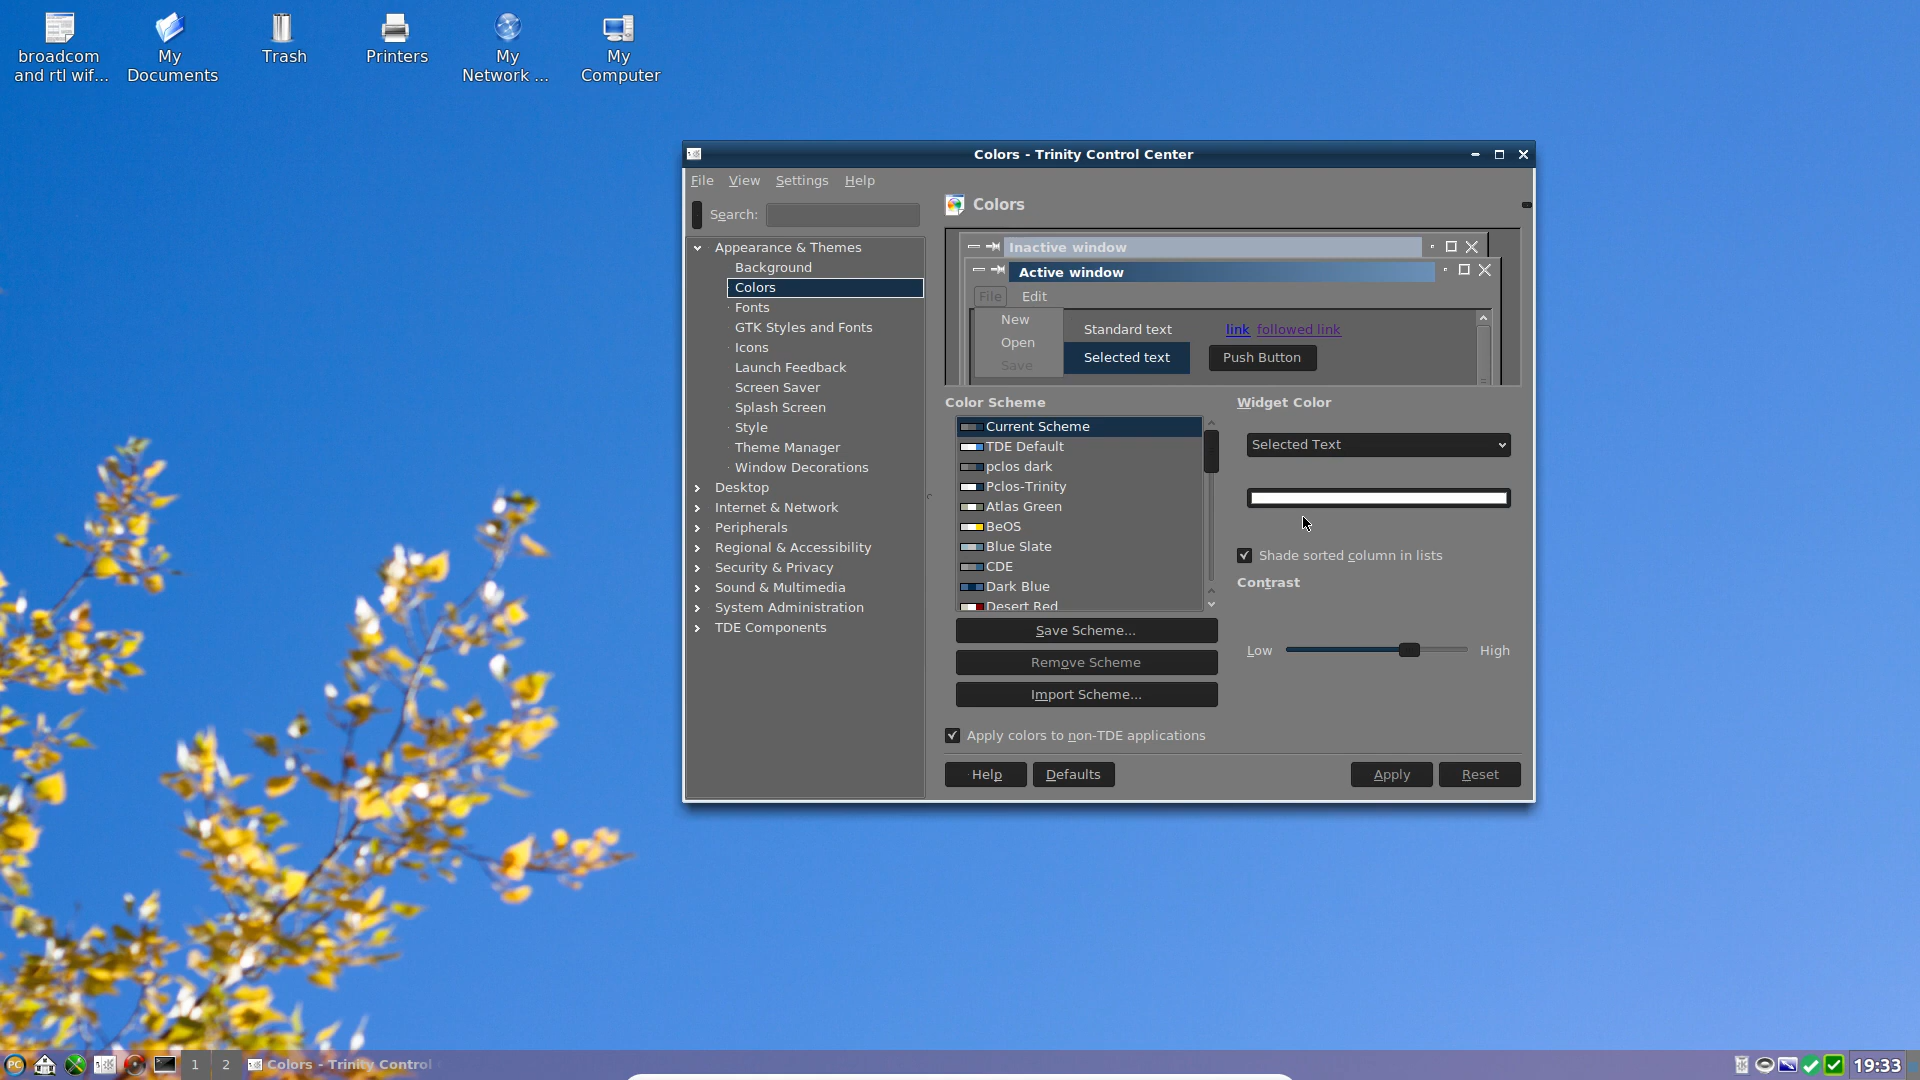 broadcom
and rtl wif...
My
Documents
Trash
Printers
My
Network ...
My
Computer
Colors - Trinity Control Center
File View Settings Help
Search:
Appearance & Themes
Background
Colors
Fonts
GTK Styles and Fonts
Icons
Launch Feedback
Screen Saver
Splash Screen
Style
Theme Manager
Window Decorations
Desktop
Internet & Network
Peripherals
Regional & Accessibility
Security & Privacy
Sound & Multimedia
System Administration
TDE Components
Colors
Inactive window
Active window
File Edit
New
Open
Save
Standard text link followed link
Selected text Push Button
Color Scheme
Current Scheme
TDE Default
pclos dark
Pclos-Trinity
Atlas Green
BeOS
Blue Slate
CDE
Dark Blue
Desert Red
Save Scheme...
Remove Scheme
Import Scheme...
Widget Color
Selected Text
Shade sorted column in lists
Contrast
Low High
Apply colors to non-TDE applications
Help Defaults Apply Reset
PC
1 2 Colors - Trinity Control
19:33